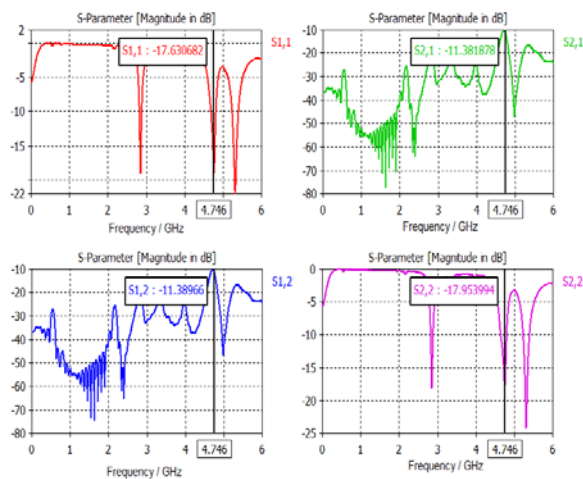 S-Parameter [Magnitude in dB]
S1,1
S1,1 : -17.630682
2
-5
-10
-15
-22
0 1 2 3 4 4.746 6
Frequency / GHz
S-Parameter [Magnitude in dB]
S2,1
S2,1 : -11.381878
-10
-20
-30
-40
-50
-60
-70
-80
0 1 2 3 4 4.746 6
Frequency / GHz
S-Parameter [Magnitude in dB]
S1,2
S1,2 : -11.38966
-10
-20
-30
-40
-50
-60
-70
-80
0 1 2 3 4 4.746 6
Frequency / GHz
S-Parameter [Magnitude in dB]
S2,2
S2,2 : -17.953994
0
-5
-10
-15
-20
-25
0 1 2 3 4 4.746 6
Frequency / GHz